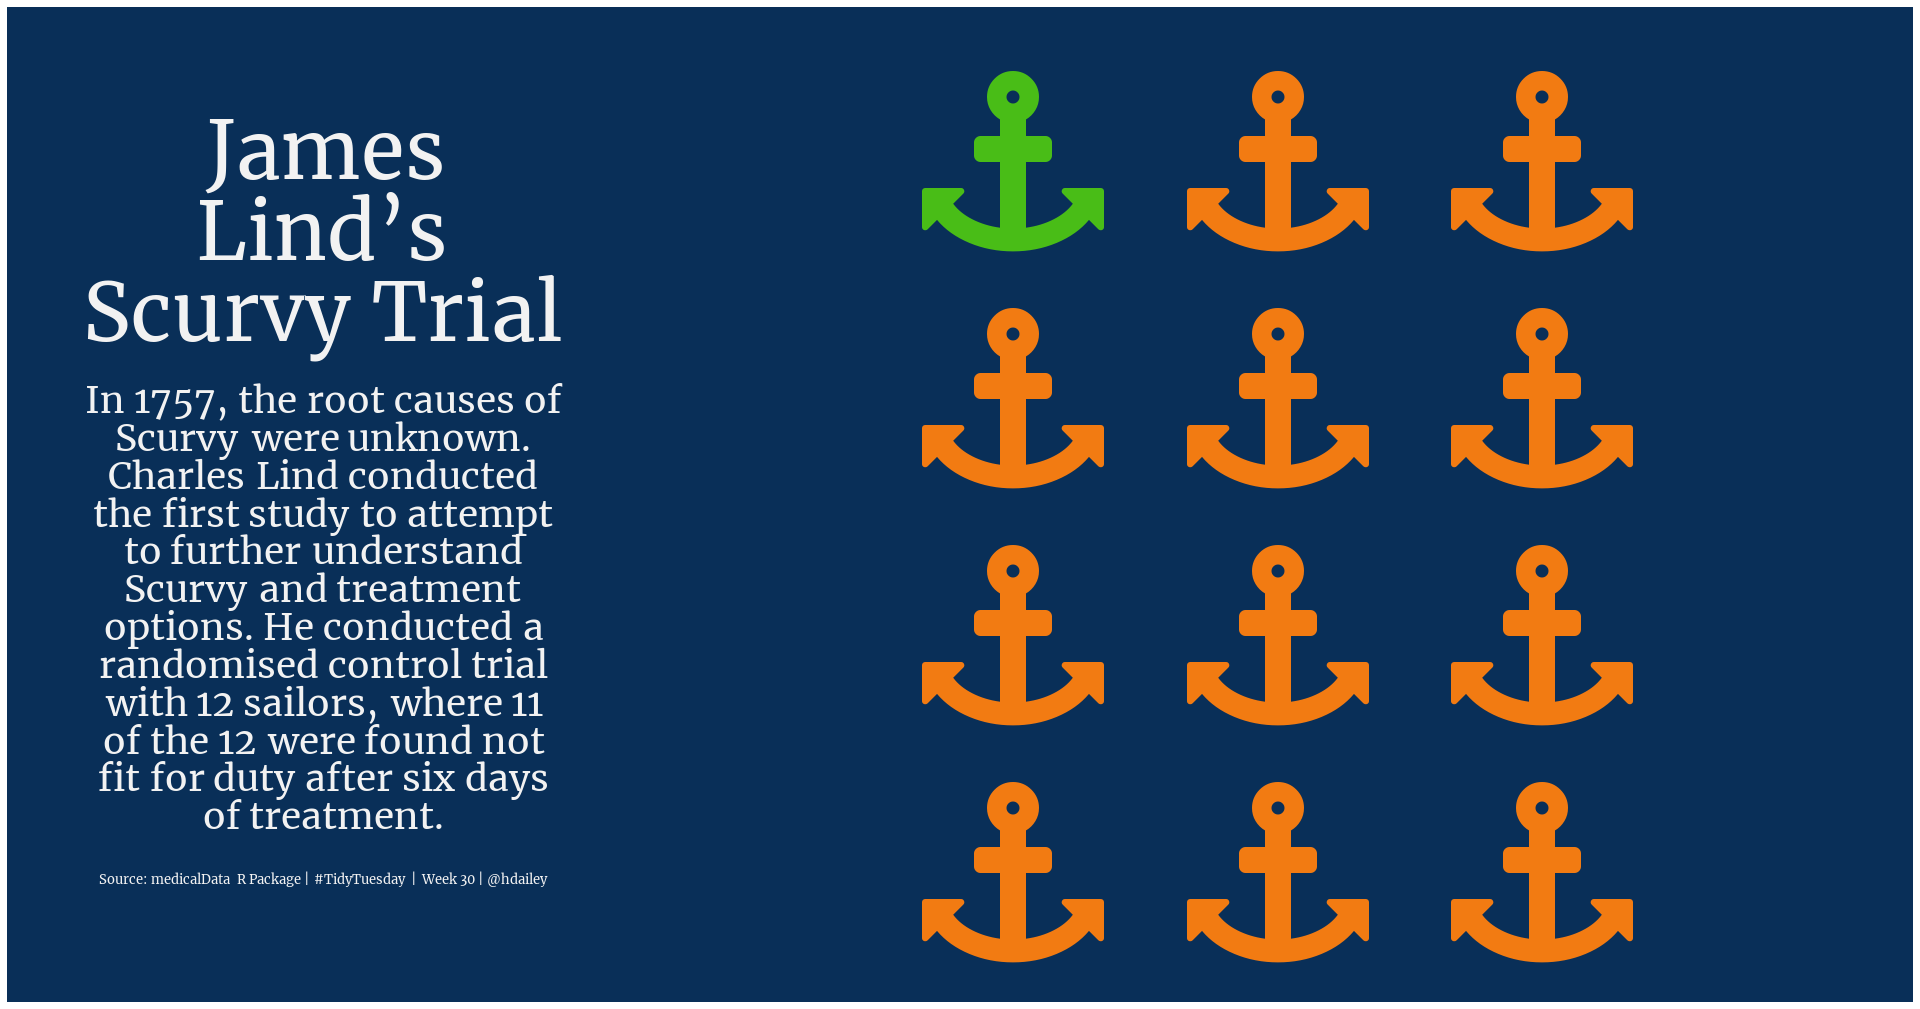 James
Lind’s
Scurvy Trial
In 1757, the root causes of
Scurvy were unknown.
Charles Lind conducted
the first study to attempt
to further understand
Scurvy and treatment
options. He conducted a
randomised control trial
with 12 sailors, where 11
of the 12 were found not
fit for duty after six days
of treatment.
Source: medicalData R Package | #TidyTuesday | Week 30 | @hdailey